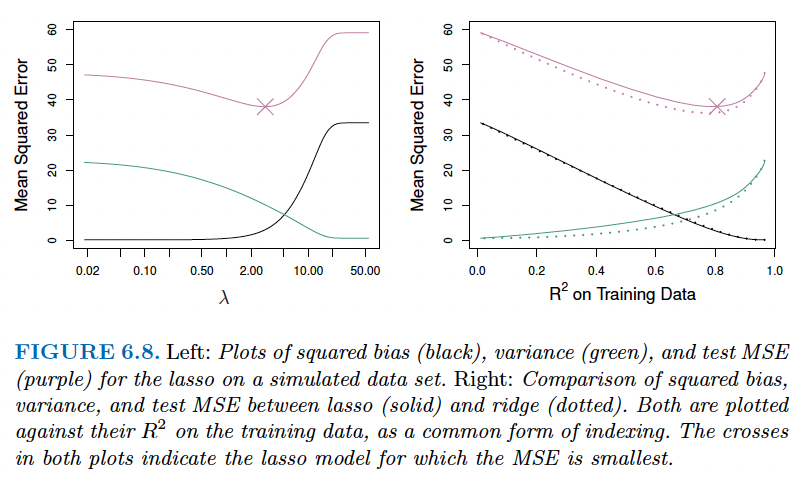 Mean Squared Error
60
50
40
30
20
10
0
0.02 0.10 0.50 2.00 10.00 50.00
λ
Mean Squared Error
60
50
40
30
20
10
0
0.0 0.2 0.4 0.6 0.8 1.0
R² on Training Data
FIGURE 6.8. Left: Plots of squared bias (black), variance (green), and test MSE
(purple) for the lasso on a simulated data set. Right: Comparison of squared bias,
variance, and test MSE between lasso (solid) and ridge (dotted). Both are plotted
against their R² on the training data, as a common form of indexing. The crosses
in both plots indicate the lasso model for which the MSE is smallest.